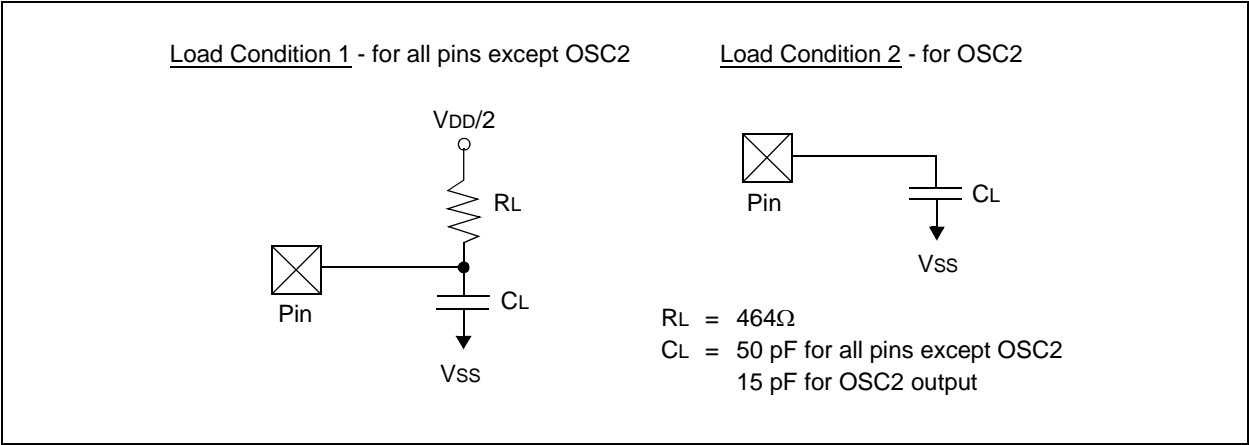 Load Condition 1 - for all pins except OSC2
VDD/2
RL
Pin
CL
VSS
Load Condition 2 - for OSC2
Pin
CL
VSS
RL = 464Ω
CL = 50 pF for all pins except OSC2
15 pF for OSC2 output